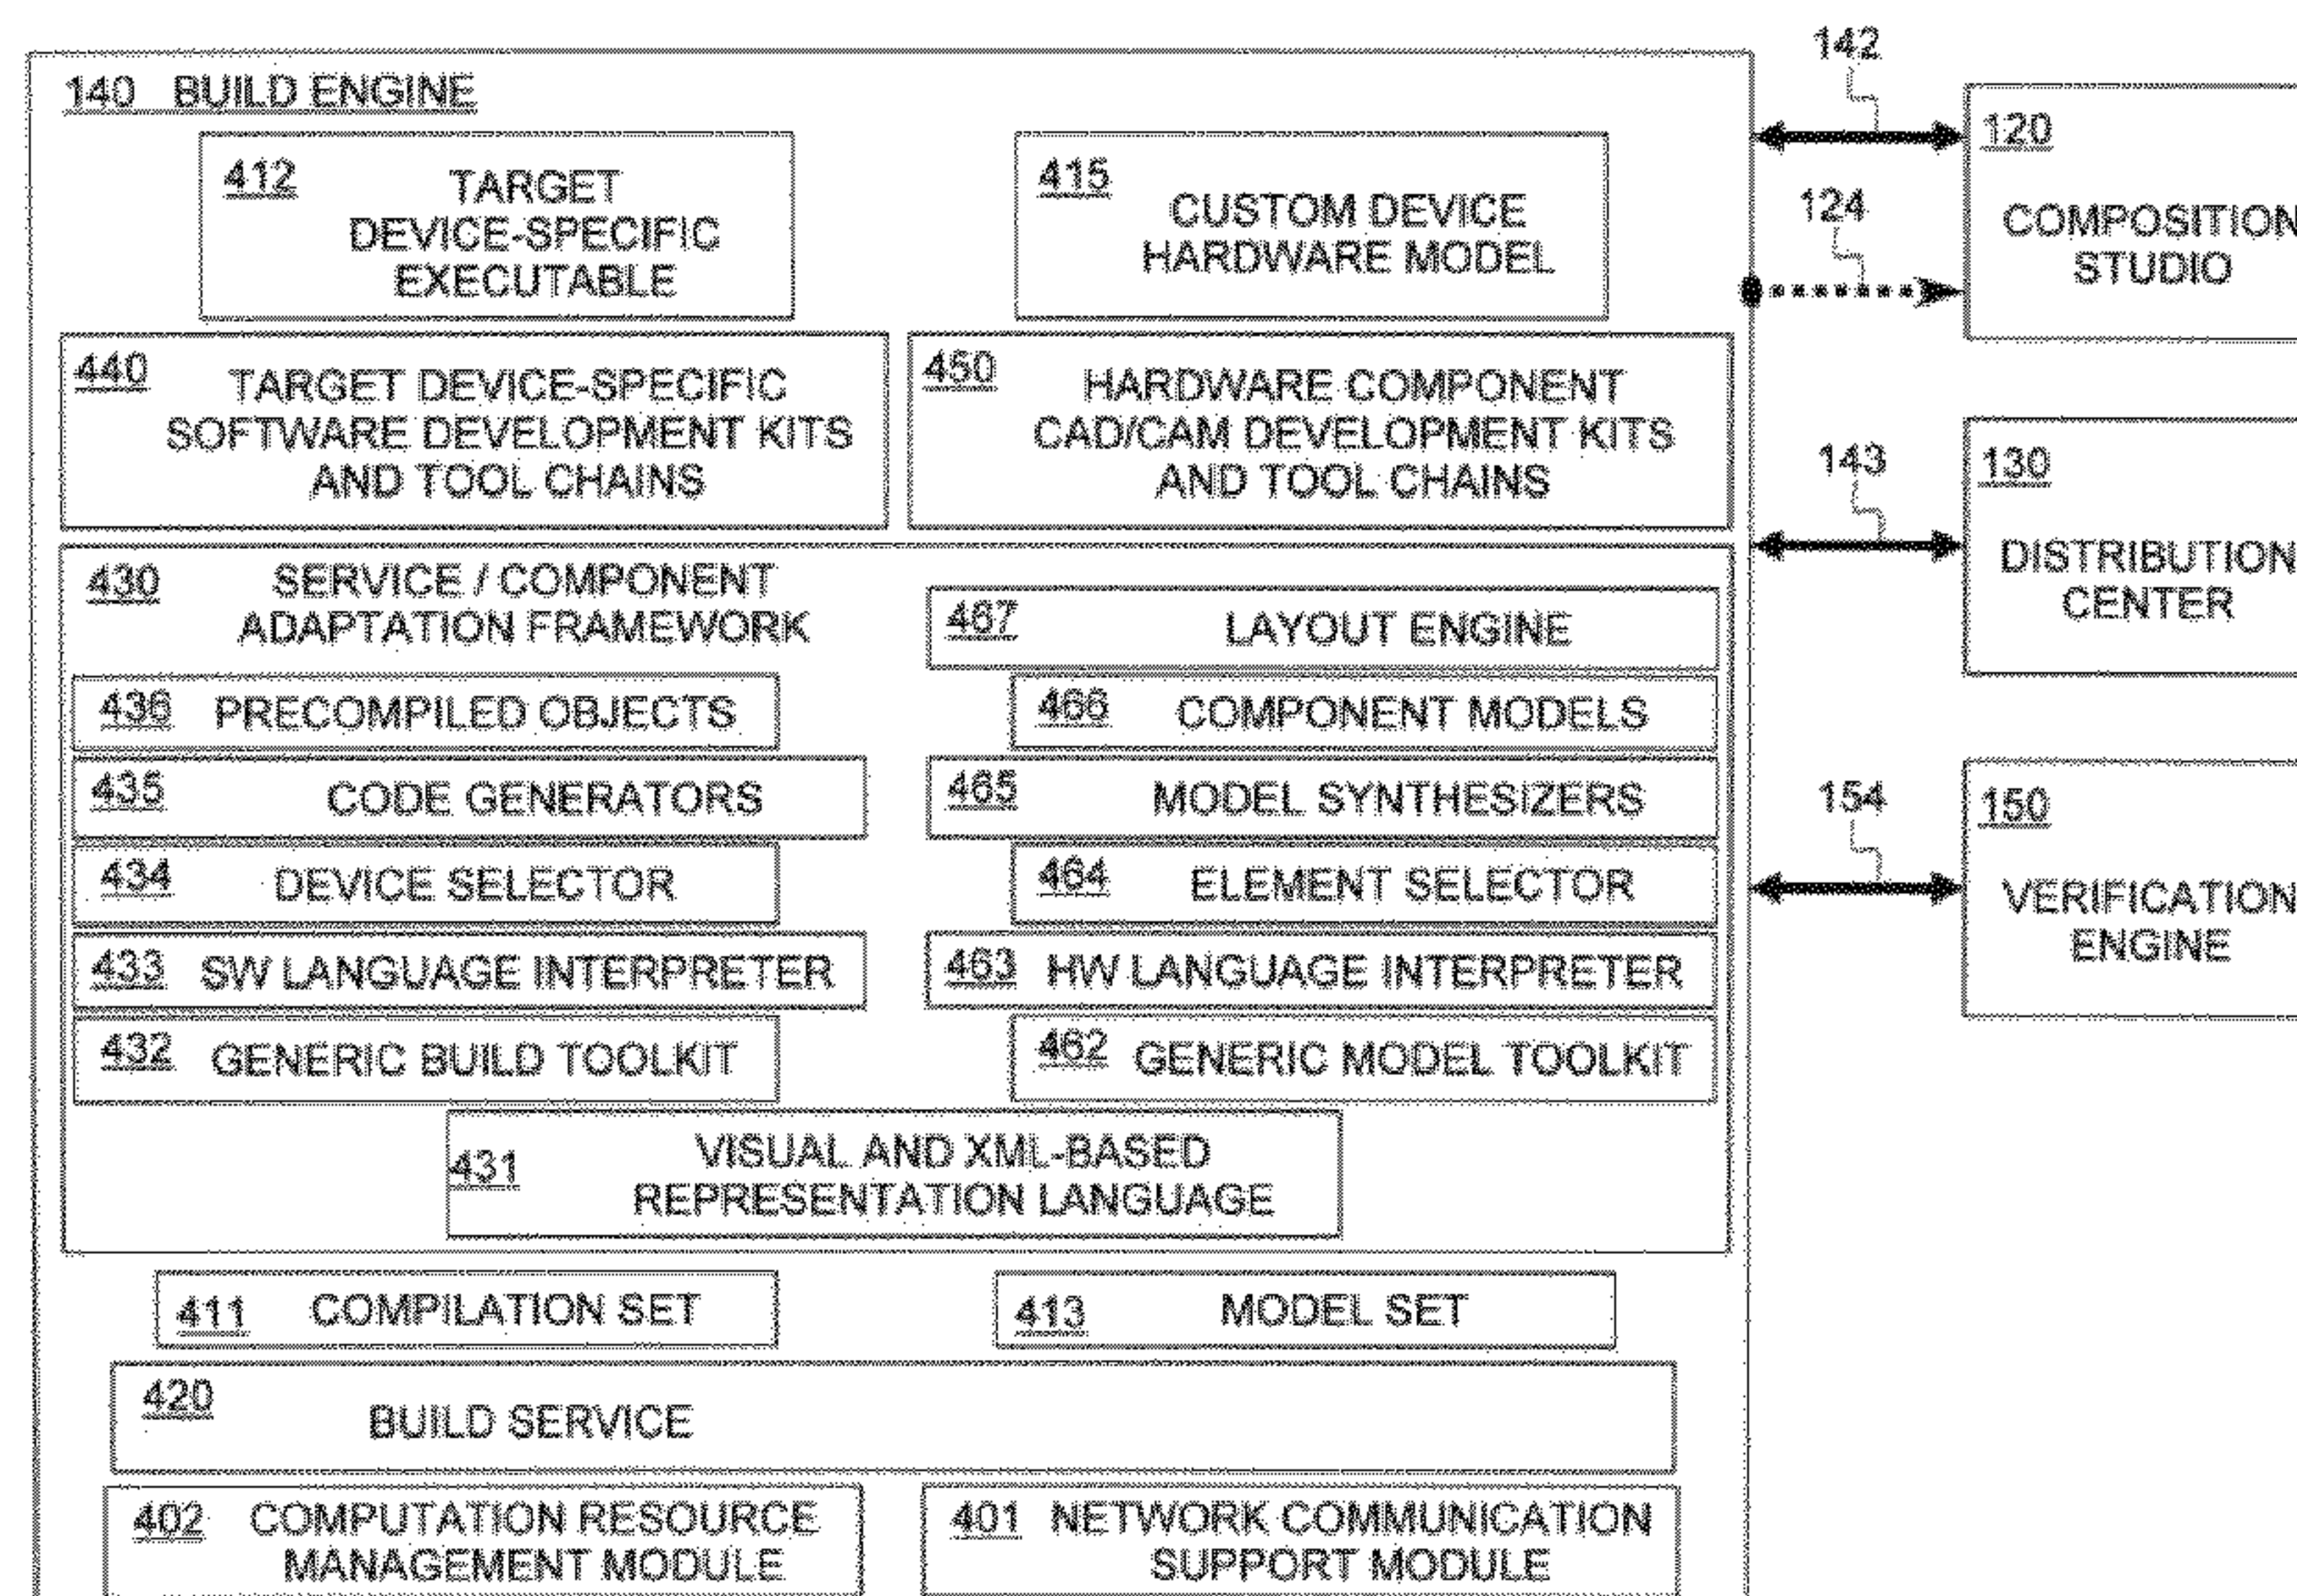 140 BUILD ENGINE
412 TARGET
DEVICE-SPECIFIC
EXECUTABLE
415 CUSTOM DEVICE
HARDWARE MODEL
440 TARGET DEVICE-SPECIFIC
SOFTWARE DEVELOPMENT KITS
AND TOOL CHAINS
450 HARDWARE COMPONENT
CAD/CAM DEVELOPMENT KITS
AND TOOL CHAINS
430 SERVICE / COMPONENT
ADAPTATION FRAMEWORK
467 LAYOUT ENGINE
436 PRECOMPILED OBJECTS
466 COMPONENT MODELS
435 CODE GENERATORS
465 MODEL SYNTHESIZERS
434 DEVICE SELECTOR
464 ELEMENT SELECTOR
433 SW LANGUAGE INTERPRETER
463 HW LANGUAGE INTERPRETER
432 GENERIC BUILD TOOLKIT
462 GENERIC MODEL TOOLKIT
431 VISUAL AND XML-BASED
REPRESENTATION LANGUAGE
411 COMPILATION SET
413 MODEL SET
420 BUILD SERVICE
402 COMPUTATION RESOURCE
MANAGEMENT MODULE
401 NETWORK COMMUNICATION
SUPPORT MODULE
142
124
120
COMPOSITION
STUDIO
143
130
DISTRIBUTION
CENTER
154
150
VERIFICATION
ENGINE